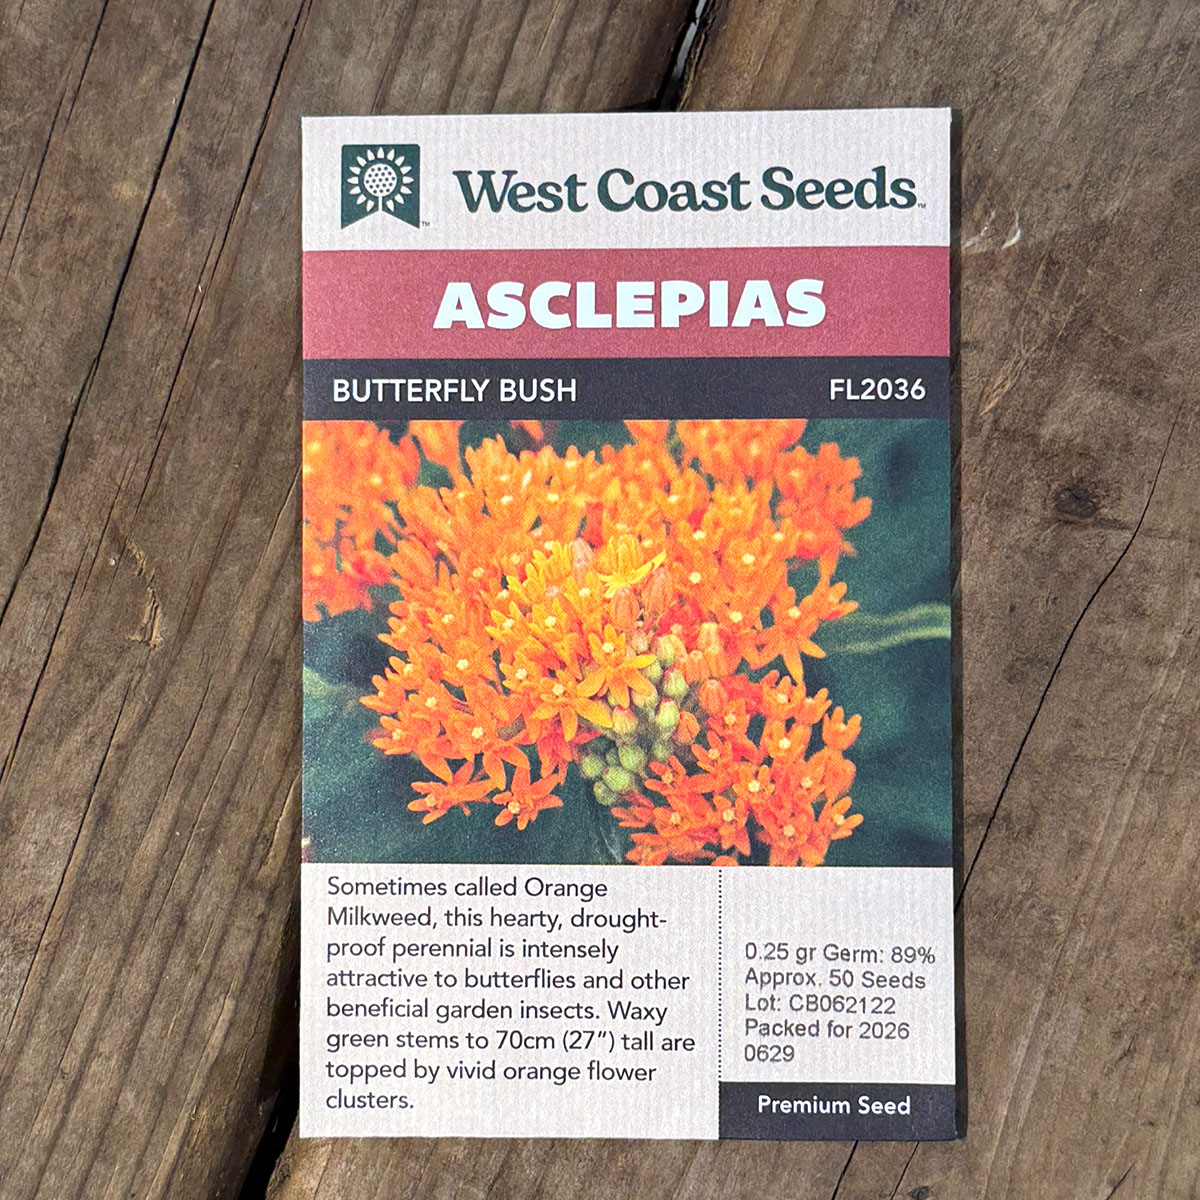 West Coast Seeds™
ASCLEPIAS
BUTTERFLY BUSH
FL2036
Sometimes called Orange
Milkweed, this hearty, drought-
proof perennial is intensely
attractive to butterflies and other
beneficial garden insects. Waxy
green stems to 70cm (27") tall are
topped by vivid orange flower
clusters.
0.25 gr Germ: 89%
Approx. 50 Seeds
Lot: CB062122
Packed for 2026
0629
Premium Seed